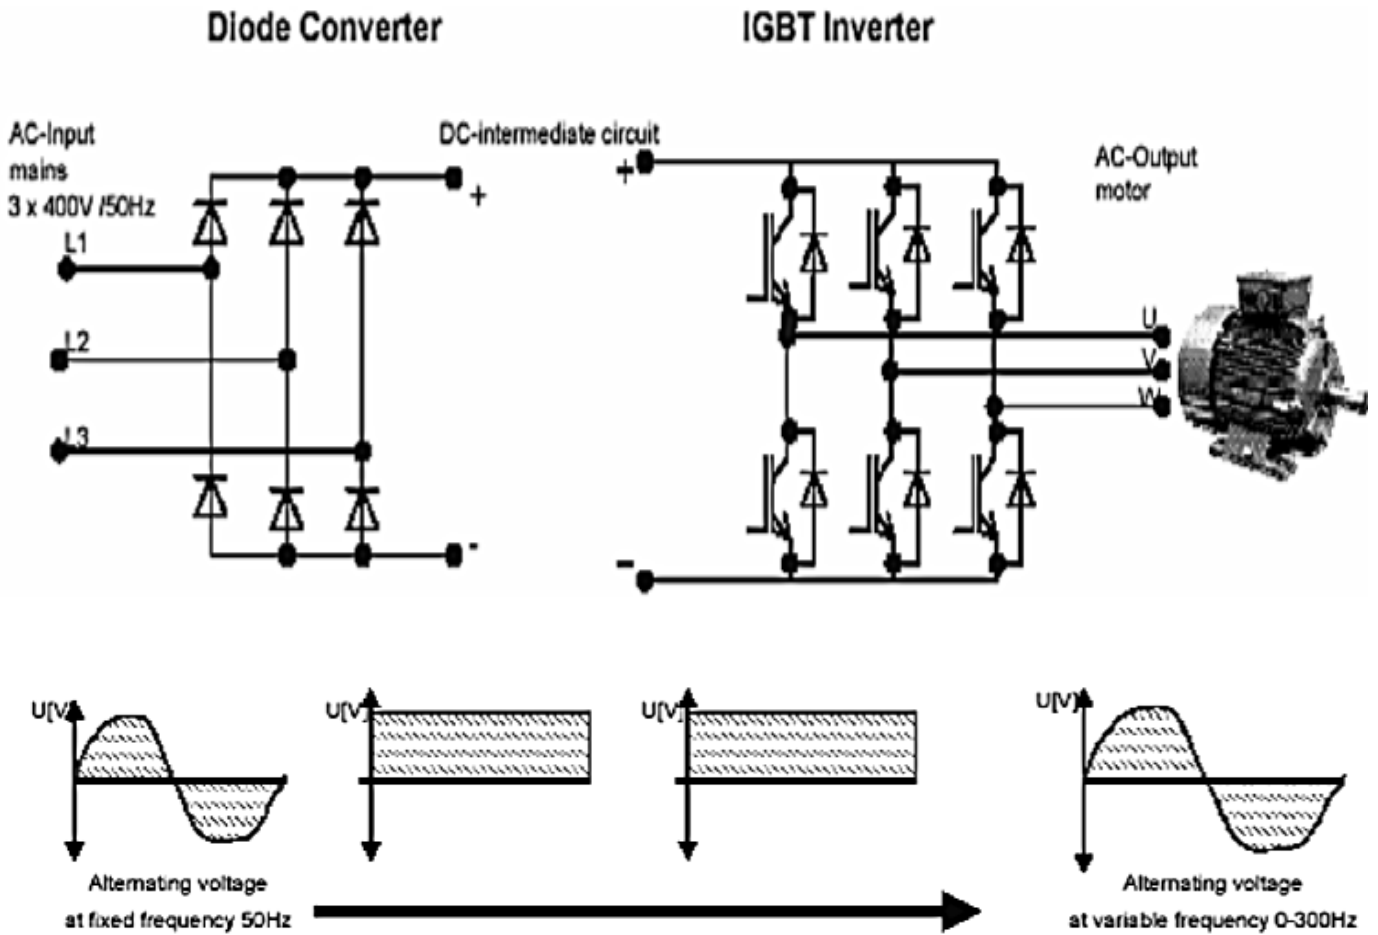 Diode Converter
IGBT Inverter
AC-Input
mains
3 x 400V /50Hz
DC-intermediate circuit
AC-Output
motor
+
+
L1
L2
L3
-
-
U
V
W
U[V]
U[V]
U[V]
U[V]
Alternating voltage
at fixed frequency 50Hz
Alternating voltage
at variable frequency 0-300Hz